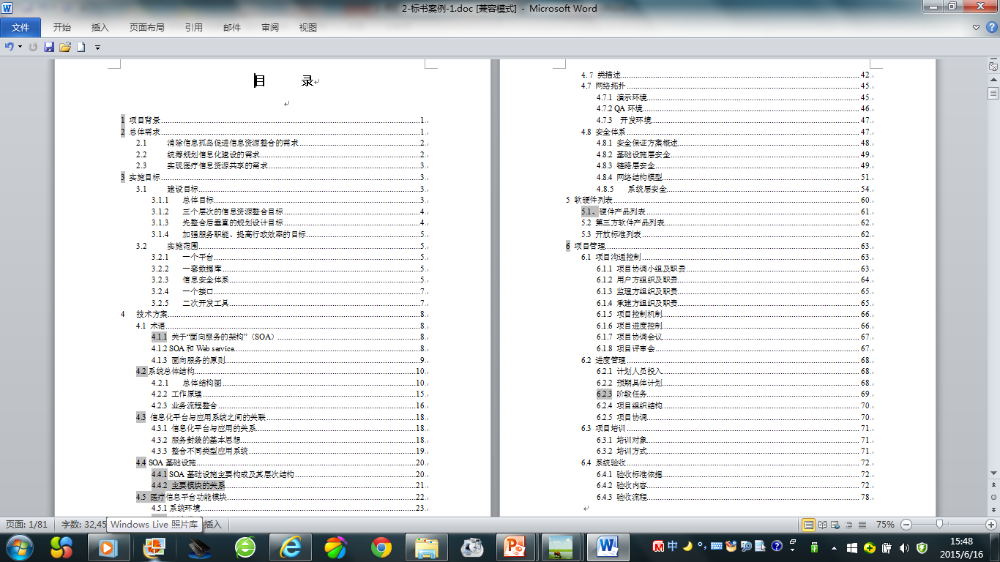 2-标书案例-1.doc [兼容模式] - Microsoft Word
文件 开始 插入 页面布局 引用 邮件 审阅 视图
目 录
1 项目背景 1
2 总体需求 1
2.1 消除信息孤岛促进信息资源整合的需求 2
2.2 统筹规划信息化建设的需求 2
2.3 实现医疗信息资源共享的需求 3
3 实施目标 3
3.1 建设目标 3
3.1.1 总体目标 3
3.1.2 三个层次的信息资源整合目标 4
3.1.3 先整合后垂直的规划设计目标 4
3.1.4 加强服务职能、提高行政效率的目标 5
3.2 实施范围 5
3.2.1 一个平台 5
3.2.2 一套数据库 5
3.2.3 信息安全体系 5
3.2.4 一个接口 7
3.2.5 二次开发工具 7
4 技术方案 8
4.1 术语 8
4.1.1 关于“面向服务的架构”（SOA） 8
4.1.2 SOA 和 Web service 8
4.1.3 面向服务的原则 9
4.2 系统总体结构 10
4.2.1 总体结构图 10
4.2.2 工作原理 15
4.2.3 业务流程整合 16
4.3 信息化平台与应用系统之间的关联 18
4.3.1 信息化平台与应用的关系 18
4.3.2 服务封装的基本思想 18
4.3.3 整合不同类型应用系统 19
4.4 SOA 基础设施 20
4.4.1 SOA 基础设施主要构成及其层次结构 20
4.4.2 主要模块的关系 21
4.5 医疗信息平台功能模块 22
4.5.1 系统环境 23
4.7 类描述 42
4.7 网络拓扑 45
4.7.1 演示环境 45
4.7.2 QA 环境 46
4.7.3 开发环境 47
4.8 安全体系 47
4.8.1 安全保证方案概述 48
4.8.2 基础设施层安全 49
4.8.3 链路层安全 49
4.8.4 网络结构模型 51
4.8.5 系统层安全 54
5 软硬件列表 60
5.1、硬件产品列表 61
5.2 第三方软件产品列表 62
5.3 开放标准列表 62
6 项目管理 63
6.1 项目沟通控制 63
6.1.1 项目协调小组及职责 63
6.1.2 用户方组织及职责 64
6.1.3 监理方组织及职责 65
6.1.4 承建方组织及职责 65
6.1.5 项目控制机制 66
6.1.6 项目进度控制 66
6.1.7 项目协调会议 67
6.1.8 项目评审会 67
6.2 进度管理 68
6.2.1 计划人员投入 68
6.2.2 预期具体计划 68
6.2.3 阶段任务 69
6.2.4 项目组织结构 70
6.2.5 项目协调 70
6.3 项目培训 71
6.3.1 培训对象 71
6.3.2 培训方式 71
6.4 系统验收 72
6.4.1 验收标准依据 72
6.4.2 验收内容 72
6.4.3 验收流程 78
页面: 1/81 字数: 32,45 Windows Live 照片库 插入 75%
中 15:48
2015/6/16